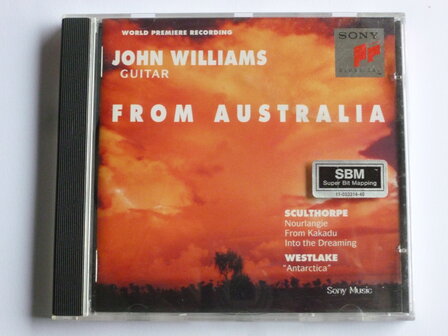 WORLD PREMIERE RECORDING
JOHN WILLIAMS
GUITAR
SONY
CLASSICAL
FROM AUSTRALIA
SBM
Super Bit Mapping
SCULTHORPE
Nourlangie
From Kakadu
Into the Dreaming
WESTLAKE
"Antarctica"
Sony Music